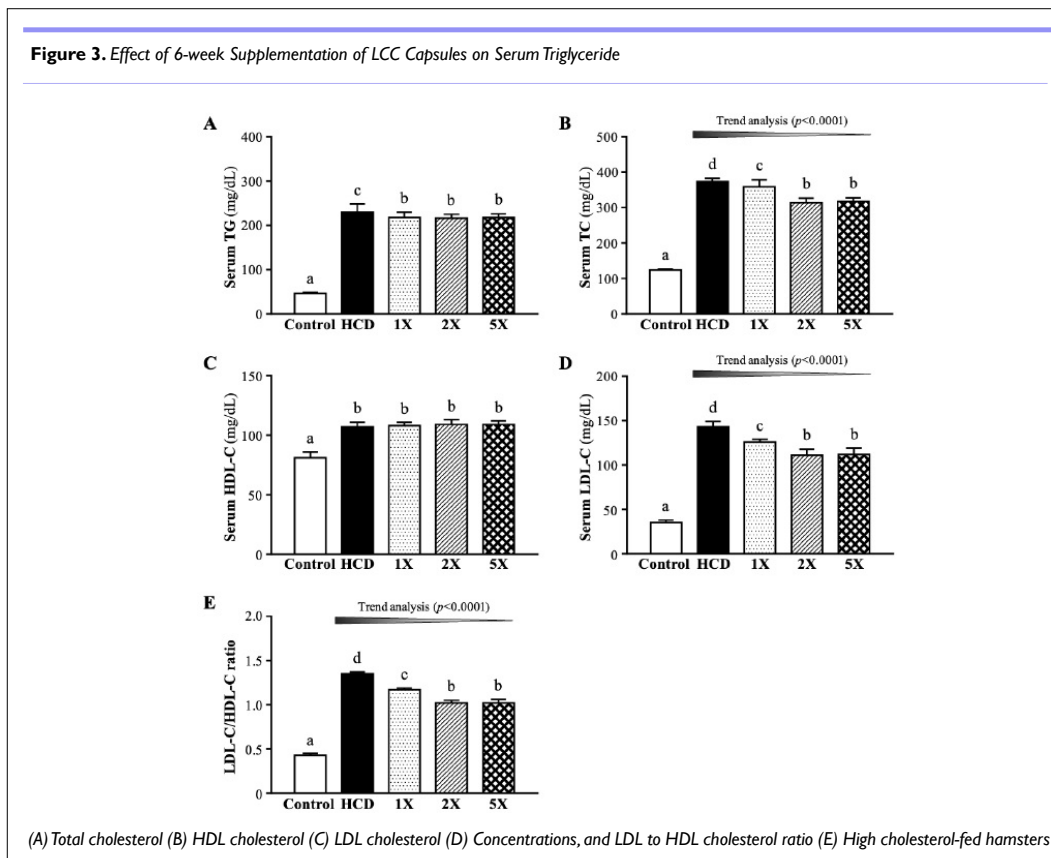 Figure 3. Effect of 6-week Supplementation of LCC Capsules on Serum Triglyceride
A
Serum TG (mg/dL)
400
300
200
100
0
a
c
b
b
b
Control HCD 1X 2X 5X
B
Trend analysis (p<0.0001)
Serum TC (mg/dL)
500
400
300
200
100
0
a
d
c
b
b
Control HCD 1X 2X 5X
C
Serum HDL-C (mg/dL)
150
100
50
0
a
b
b
b
b
Control HCD 1X 2X 5X
D
Trend analysis (p<0.0001)
Serum LDL-C (mg/dL)
200
150
100
50
0
a
d
c
b
b
Control HCD 1X 2X 5X
E
Trend analysis (p<0.0001)
LDL-C/HDL-C ratio
2.0
1.5
1.0
0.5
0
a
d
c
b
b
Control HCD 1X 2X 5X
(A) Total cholesterol (B) HDL cholesterol (C) LDL cholesterol (D) Concentrations, and LDL to HDL cholesterol ratio (E) High cholesterol-fed hamsters